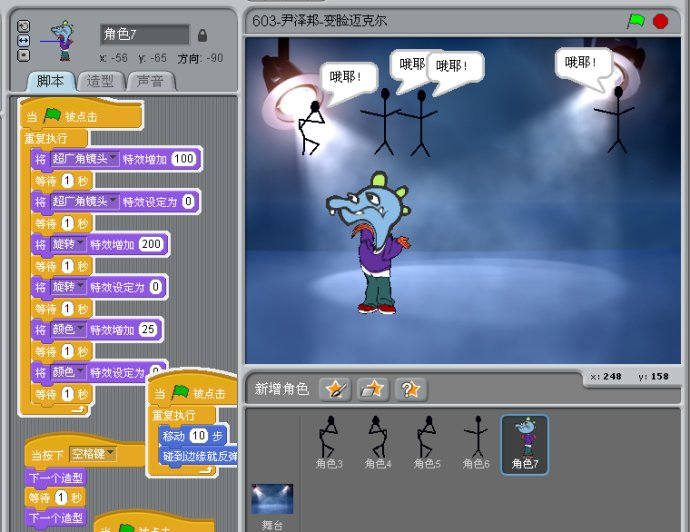 角色7
x: -56 y: -65 方向: -90
脚本 造型 声音
当 被点击
重复执行
将 超广角镜头 特效增加 100
等待 1 秒
将 超广角镜头 特效设定为 0
等待 1 秒
将 旋转 特效增加 200
等待 1 秒
将 旋转 特效设定为 0
等待 1 秒
将 颜色 特效增加 25
等待 1 秒
将 颜色 特效设定为 0
等待 1 秒
当 被点击
重复执行
移动 10 步
碰到边缘就反弹
当按下 空格键
下一个造型
等待 1 秒
下一个造型
当 被点击
603-尹泽邦-变脸迈克尔
哦耶!
哦耶!
哦耶!
哦耶!
x: 248 y: 158
新增角色
角色3 角色4 角色5 角色6 角色7
舞台